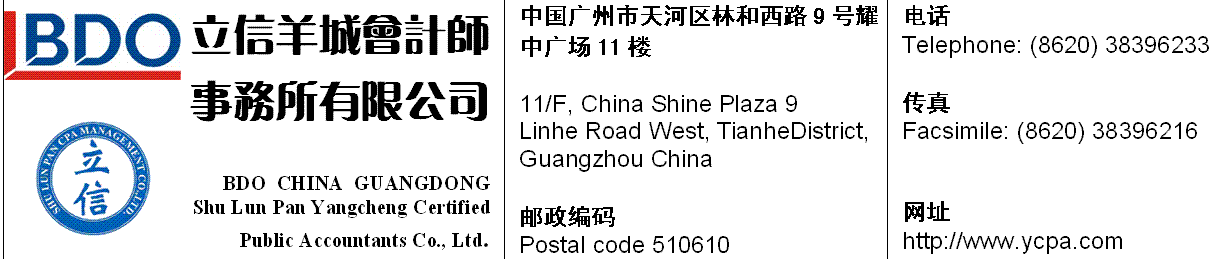 BDO
立信羊城會計師
事務所有限公司
SHU LUN PAN CPA MANAGEMENT CO.,LTD.
立信
BDO CHINA GUANGDONG
Shu Lun Pan Yangcheng Certified
Public Accountants Co., Ltd.
中国广州市天河区林和西路 9 号耀
中广场 11 楼
11/F, China Shine Plaza 9
Linhe Road West, TianheDistrict,
Guangzhou China
邮政编码
Postal code 510610
电话
Telephone: (8620) 38396233
传真
Facsimile: (8620) 38396216
网址
http://www.ycpa.com